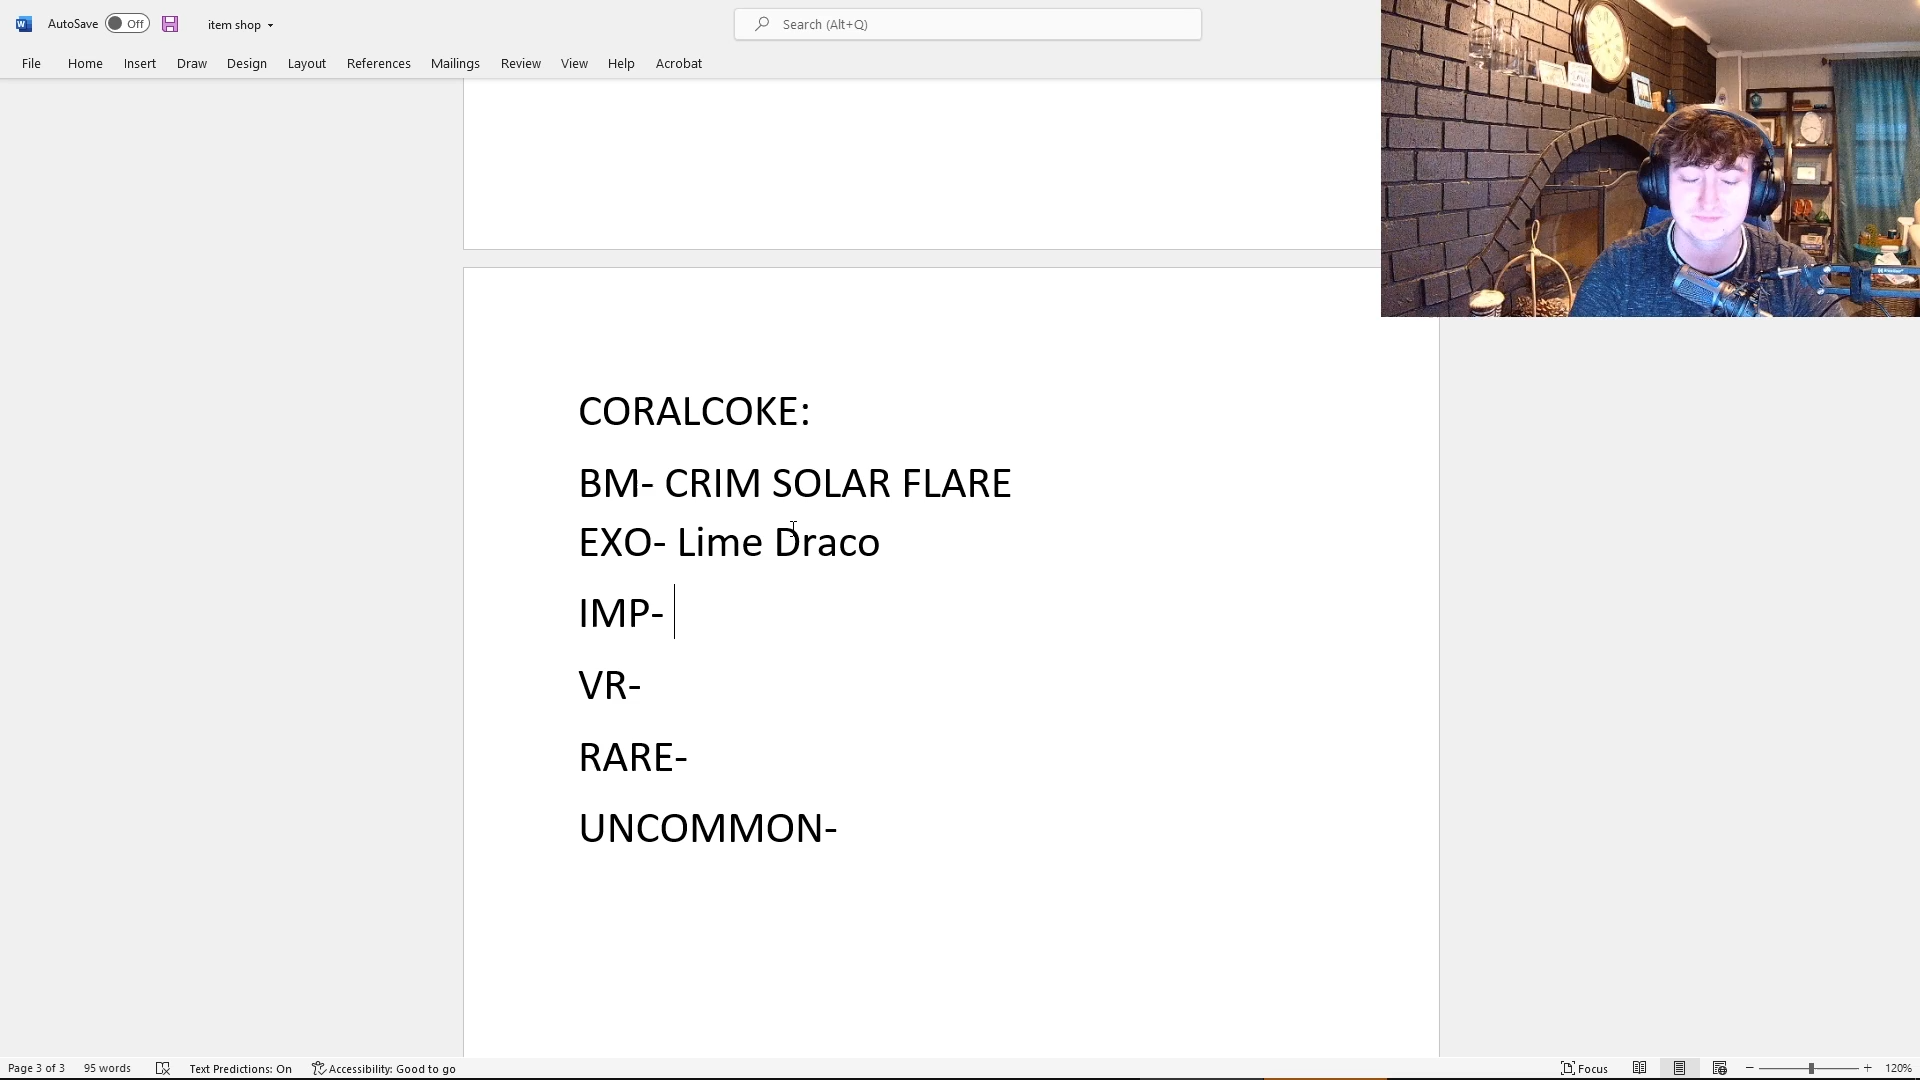 AutoSave Off item shop Search (Alt+Q)
File Home Insert Draw Design Layout References Mailings Review View Help Acrobat
CORALCOKE:
BM- CRIM SOLAR FLARE
EXO- Lime Draco
IMP-
VR-
RARE-
UNCOMMON-
Page 3 of 3 95 words Text Predictions: On Accessibility: Good to go Focus 120%